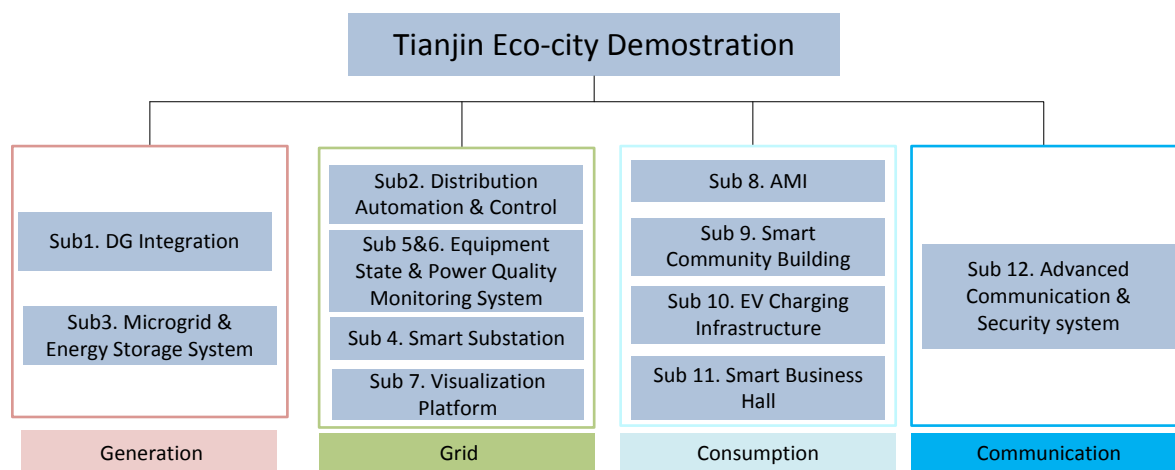 Tianjin Eco-city Demostration
Sub1. DG Integration
Sub3. Microgrid &
Energy Storage System
Generation
Sub2. Distribution
Automation & Control
Sub 5&6. Equipment
State & Power Quality
Monitoring System
Sub 4. Smart Substation
Sub 7. Visualization
Platform
Grid
Sub 8. AMI
Sub 9. Smart
Community Building
Sub 10. EV Charging
Infrastructure
Sub 11. Smart Business
Hall
Consumption
Sub 12. Advanced
Communication &
Security system
Communication